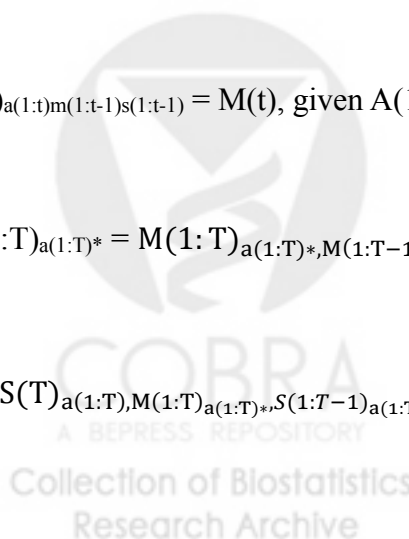 )a(1:t)m(1:t-1)s(1:t-1) = M(t), given A(1
:T)a(1:T)* = M(1:T)a(1:T)*,M(1:T−1
S(T)a(1:T),M(1:T)a(1:T)*,S(1:T−1)a(1:T
COBRA
A BEPRESS REPOSITORY
Collection of Biostatistics
Research Archive